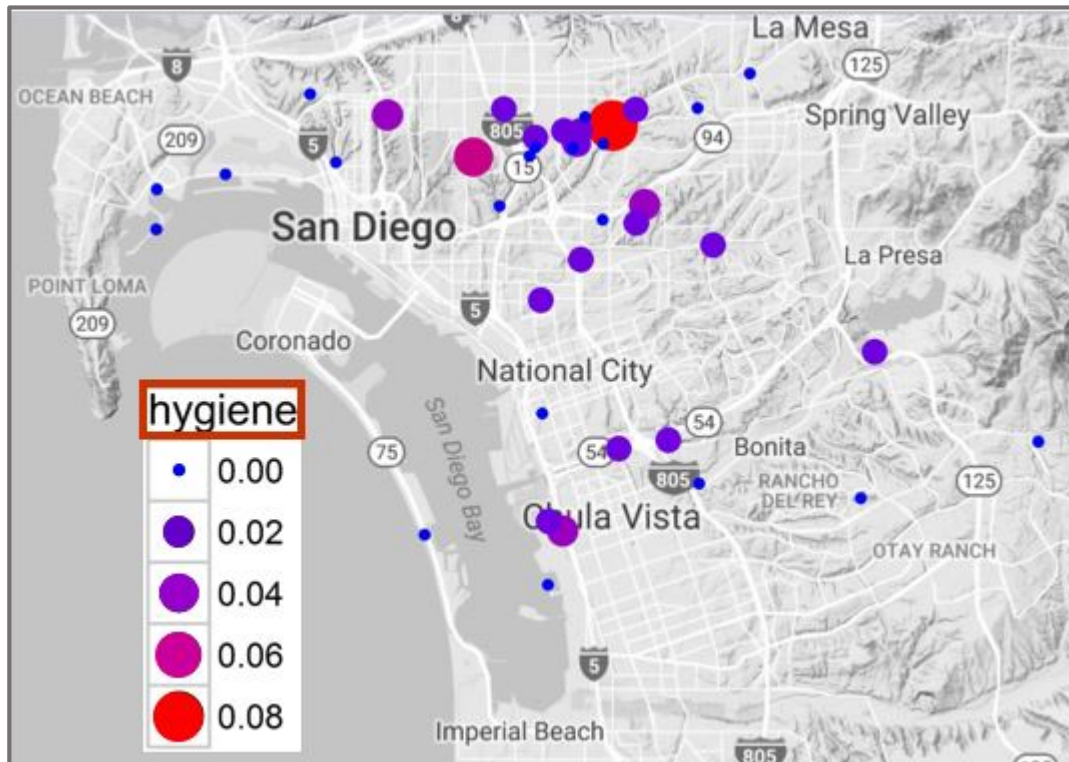 8
La Mesa
8
125
OCEAN BEACH
Spring Valley
209
5
805
15
94
San Diego
La Presa
POINT LOMA
209
5
Coronado
National City
hygiene
0.00
0.02
0.04
0.06
0.08
San Diego Bay
75
54
54
Bonita
805
RANCHO
DEL REY
125
Chula Vista
OTAY RANCH
5
Imperial Beach
805